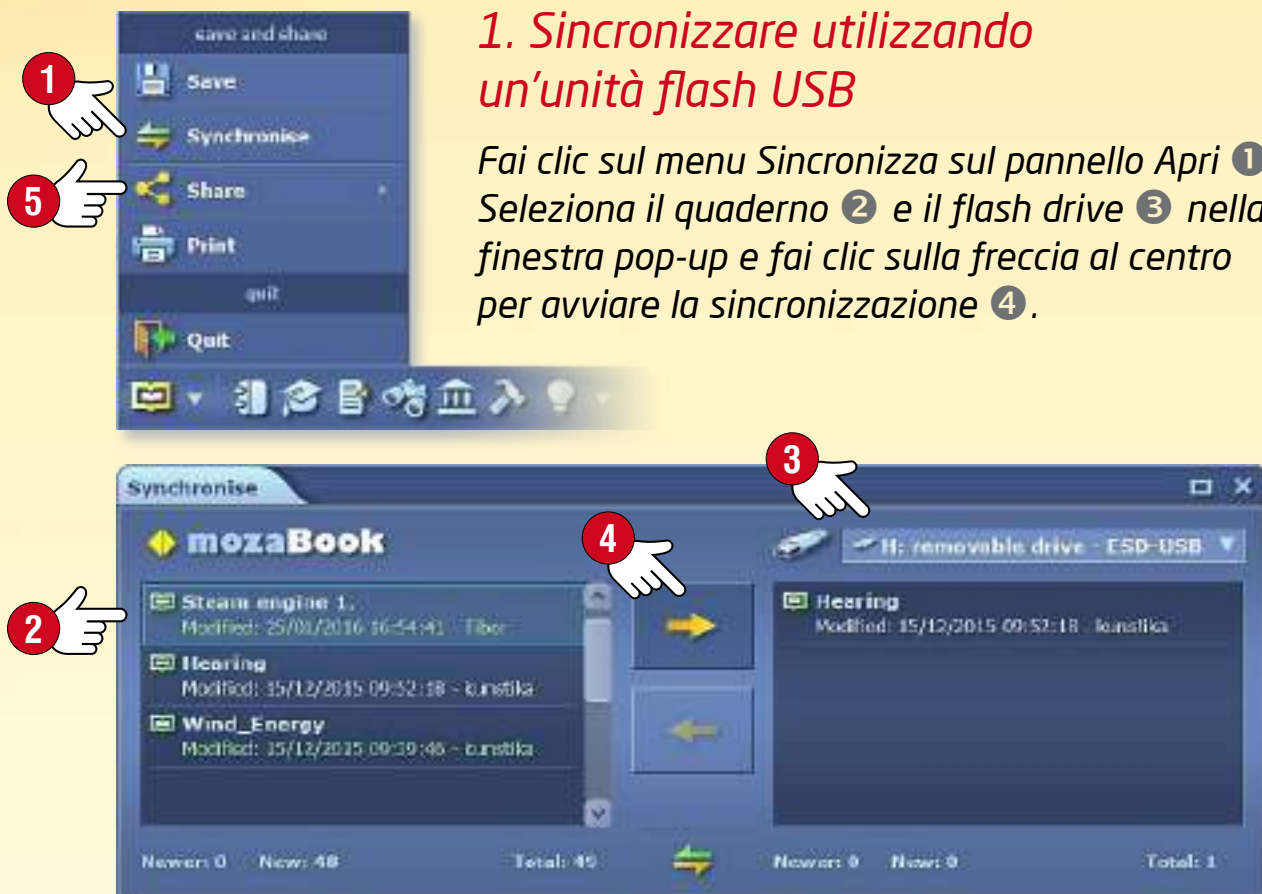 save and share
1
Save
Synchronise
5
Share
Print
quit
Quit
1. Sincronizzare utilizzando
un'unità flash USB
Fai clic sul menu Sincronizza sul pannello Apri ❶
Seleziona il quaderno ❷ e il flash drive ❸ nella
finestra pop-up e fai clic sulla freccia al centro
per avviare la sincronizzazione ❹.
Synchronise
3
mozaBook
4
H: removable drive - ESD-USB
2
Steam engine 1.
Modified: 25/01/2016 16:54:41 - Tibor
Hearing
Modified: 15/12/2015 09:52:18 - kunstika
Wind_Energy
Modified: 15/12/2015 09:39:46 - kunstika
Hearing
Modified: 15/12/2015 09:52:18 - kunstika
Newer: 0 New: 48 Total: 49
Newer: 0 New: 0 Total: 1